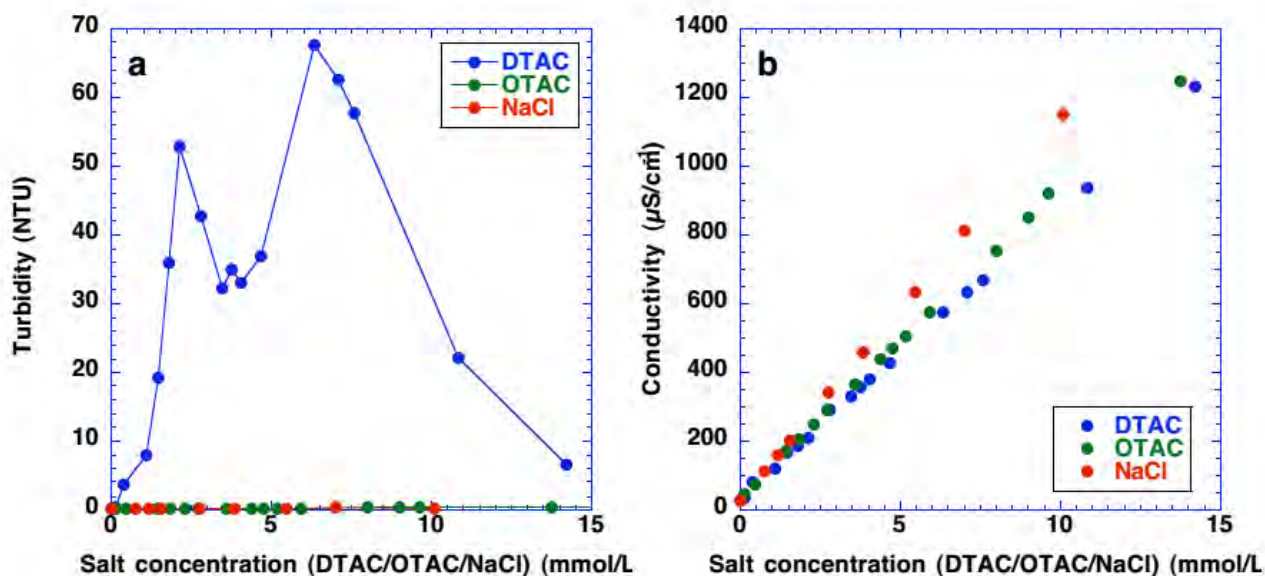 a
DTAC
OTAC
NaCl
70
60
50
40
30
20
10
0
0
5
10
15
Turbidity (NTU)
Salt concentration (DTAC/OTAC/NaCl) (mmol/L
b
DTAC
OTAC
NaCl
1400
1200
1000
800
600
400
200
0
0
5
10
15
Conductivity (µS/cm)
Salt concentration (DTAC/OTAC/NaCl) (mmol/L